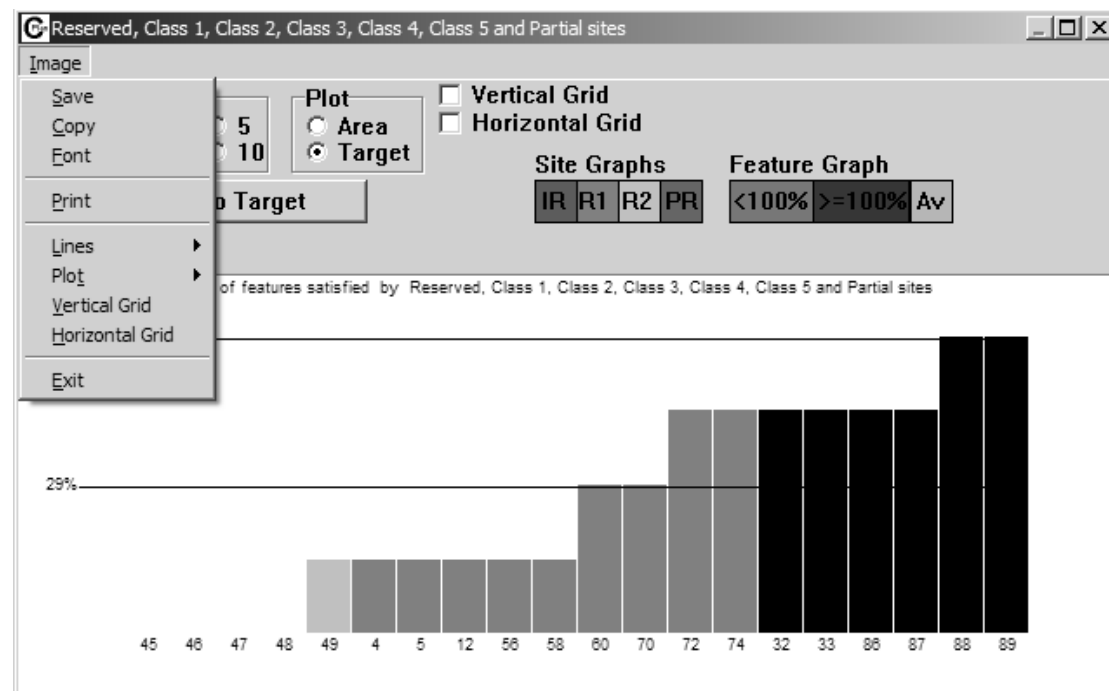 Reserved, Class 1, Class 2, Class 3, Class 4, Class 5 and Partial sites
Image
Save
Copy
Font
Print
Lines
Plot
Vertical Grid
Horizontal Grid
Exit
5
10
Plot
Area
Target
Vertical Grid
Horizontal Grid
Target
Site Graphs
IR R1 R2 PR
Feature Graph
<100% >=100% Av
of features satisfied by Reserved, Class 1, Class 2, Class 3, Class 4, Class 5 and Partial sites
29%
45 46 47 48 49 4 5 12 56 58 60 70 72 74 32 33 86 87 88 89